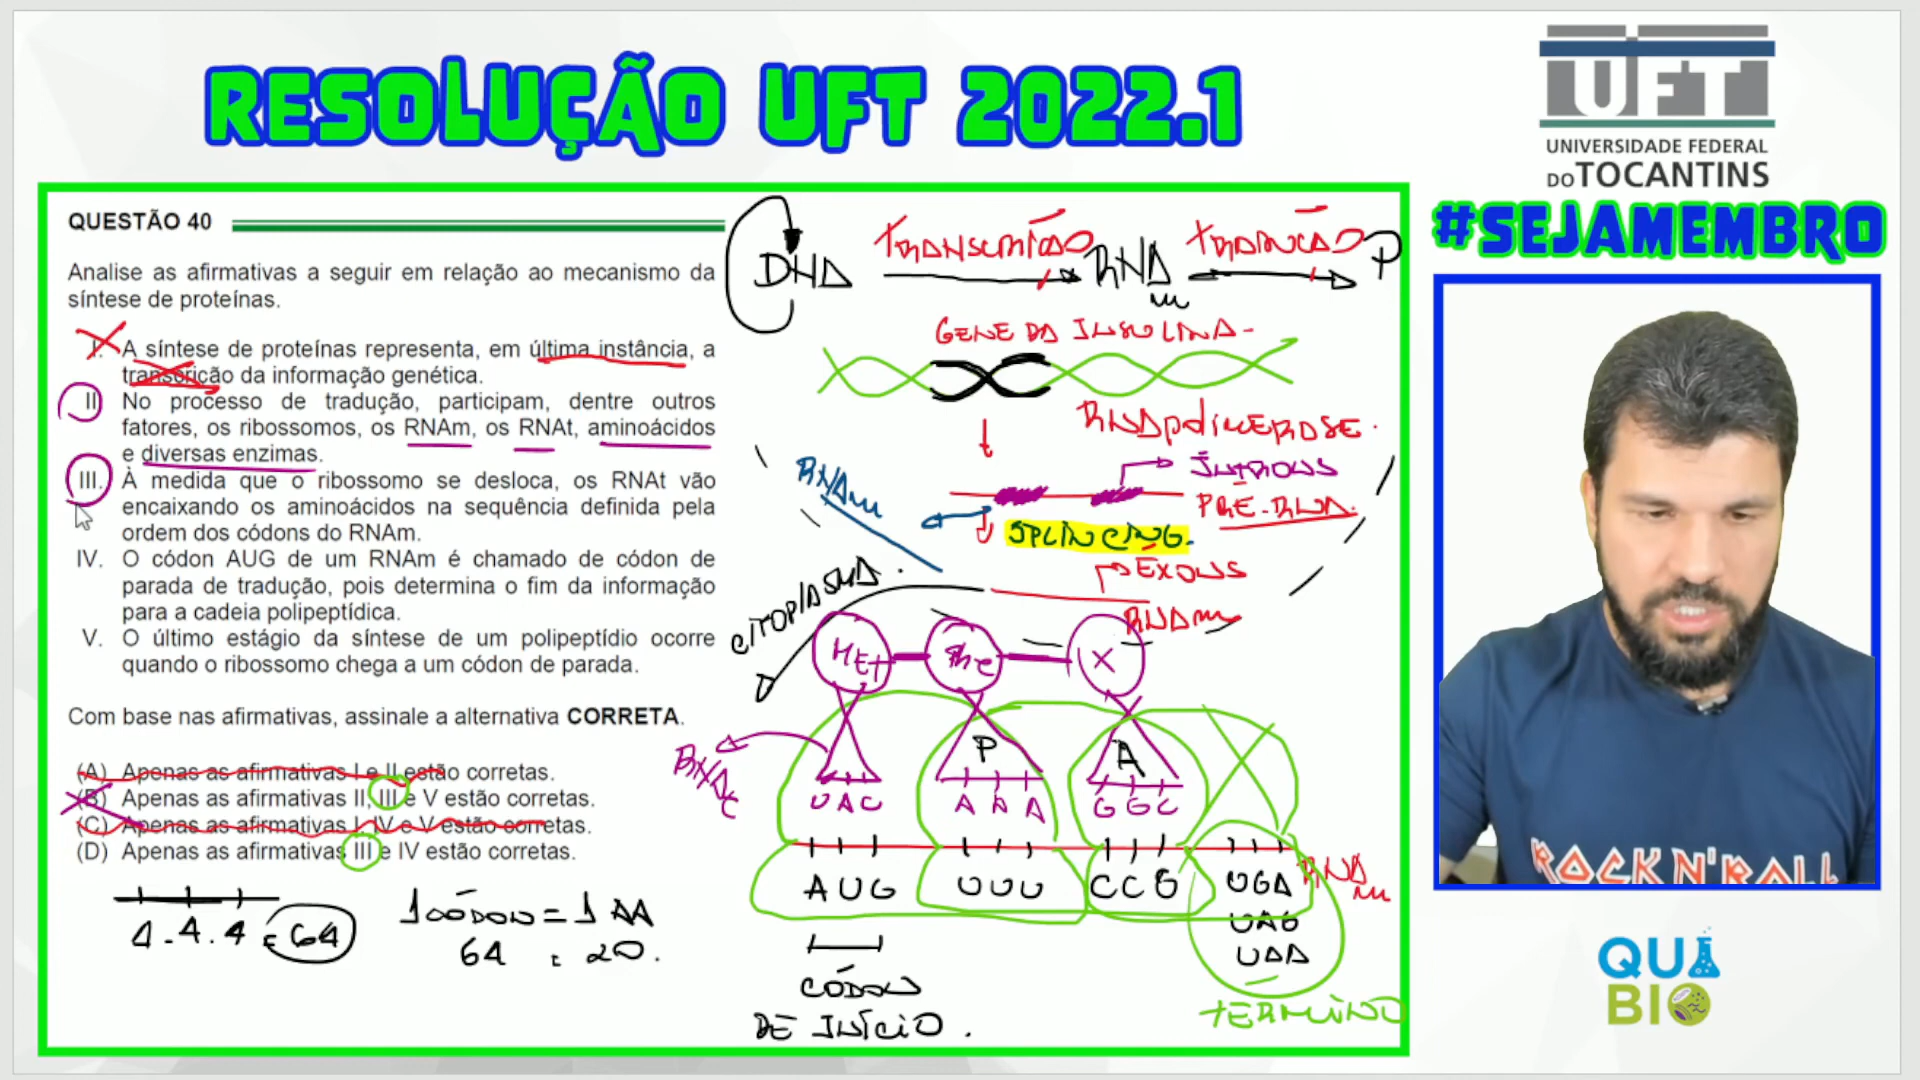 RESOLUÇÃO UFT 2022.1
UFT
UNIVERSIDADE FEDERAL
DO TOCANTINS
#SEJAMEMBRO
QUESTÃO 40
Analise as afirmativas a seguir em relação ao mecanismo da
síntese de proteínas.
I. A síntese de proteínas representa, em última instância, a
transcrição da informação genética.
II. No processo de tradução, participam, dentre outros
fatores, os ribossomos, os RNAm, os RNAt, aminoácidos
e diversas enzimas.
III. À medida que o ribossomo se desloca, os RNAt vão
encaixando os aminoácidos na sequência definida pela
ordem dos códons do RNAm.
IV. O códon AUG de um RNAm é chamado de códon de
parada de tradução, pois determina o fim da informação
para a cadeia polipeptídica.
V. O último estágio da síntese de um polipeptídio ocorre
quando o ribossomo chega a um códon de parada.
Com base nas afirmativas, assinale a alternativa CORRETA.
(A) Apenas as afirmativas I e II estão corretas.
(B) Apenas as afirmativas II, III e V estão corretas.
(C) Apenas as afirmativas I, IV e V estão corretas.
(D) Apenas as afirmativas III e IV estão corretas.
4.4.4 = 64
1 CÓDON = 1 AA
64 : 20.
DNA TRANSCRIÇÃO RNAm TRADUÇÃO P
GENE DA INSULINA
RNA POLIMERASE.
RNAm
ÍNTRONS
PRÉ-RNA
SPLICING.
ÉXONS
RNAm
CITOPLASMA
MET Phe X
P A
RNAt
UAC AAA GGC
AUG UUU CCG UGA RNAm
UAG
UAA
CÓDON
DE INÍCIO.
TÉRMINO
ROCK N' ROLL
QUI
BIO